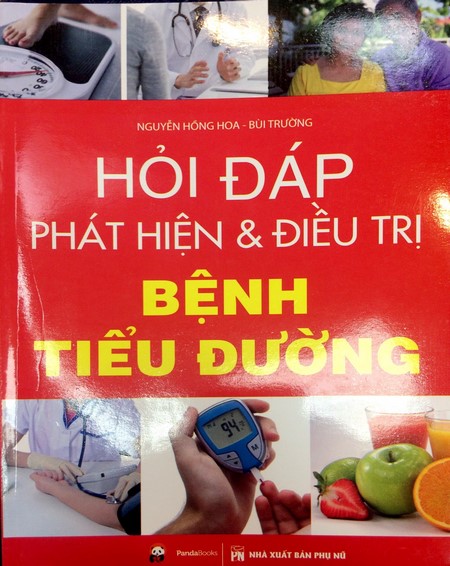 NGUYỄN HỒNG HOA - BÙI TRƯỜNG
HỎI ĐÁP
PHÁT HIỆN & ĐIỀU TRỊ
BỆNH
TIỂU ĐƯỜNG
94
PandaBooks
PN NHÀ XUẤT BẢN PHỤ NỮ